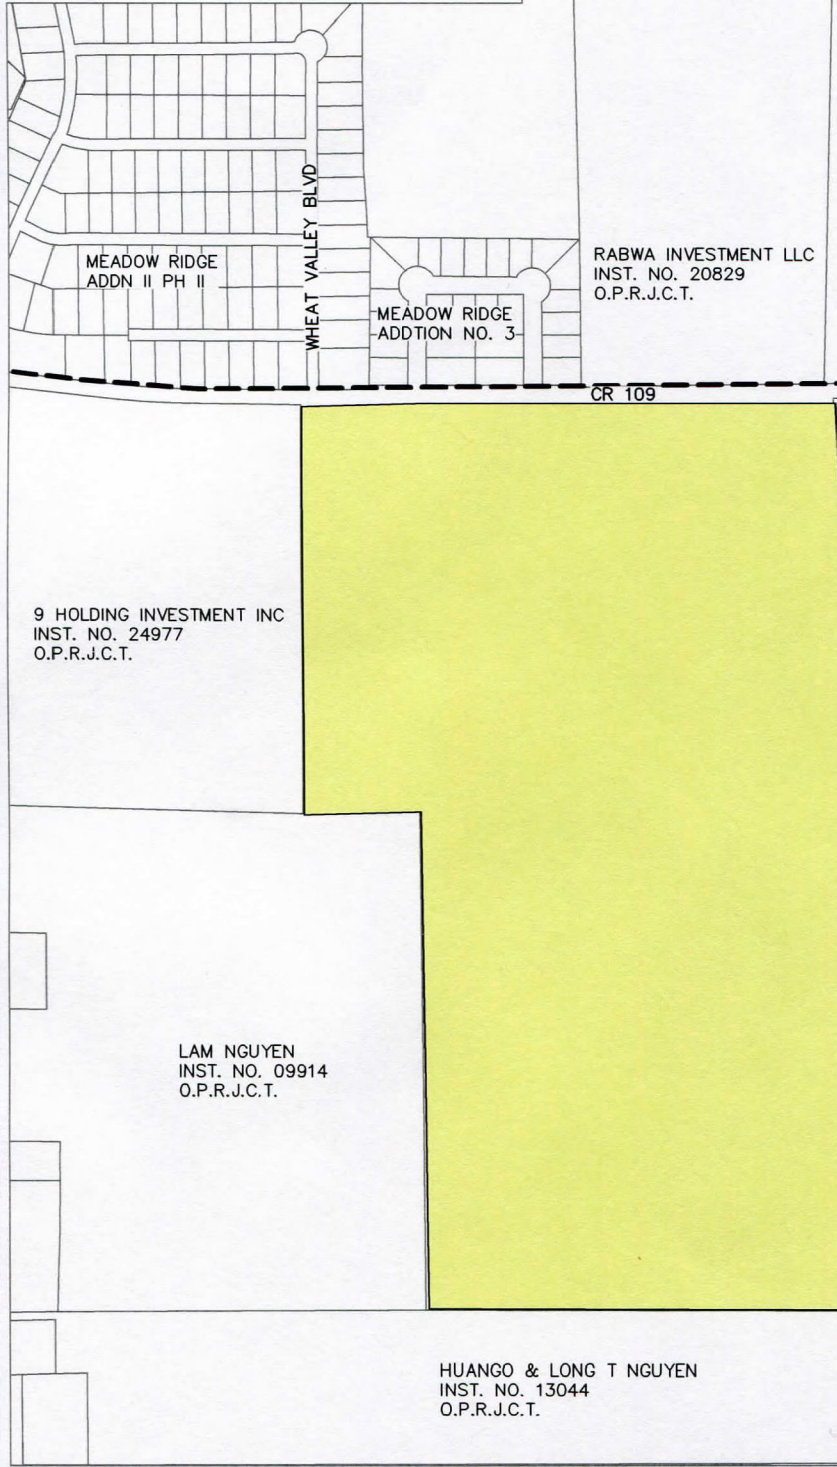 WHEAT VALLEY BLVD
MEADOW RIDGE
ADDN II PH II
RABWA INVESTMENT LLC
INST. NO. 20829
O.P.R.J.C.T.
MEADOW RIDGE
ADDTION NO. 3
CR 109
9 HOLDING INVESTMENT INC
INST. NO. 24977
O.P.R.J.C.T.
LAM NGUYEN
INST. NO. 09914
O.P.R.J.C.T.
HUANGO & LONG T NGUYEN
INST. NO. 13044
O.P.R.J.C.T.